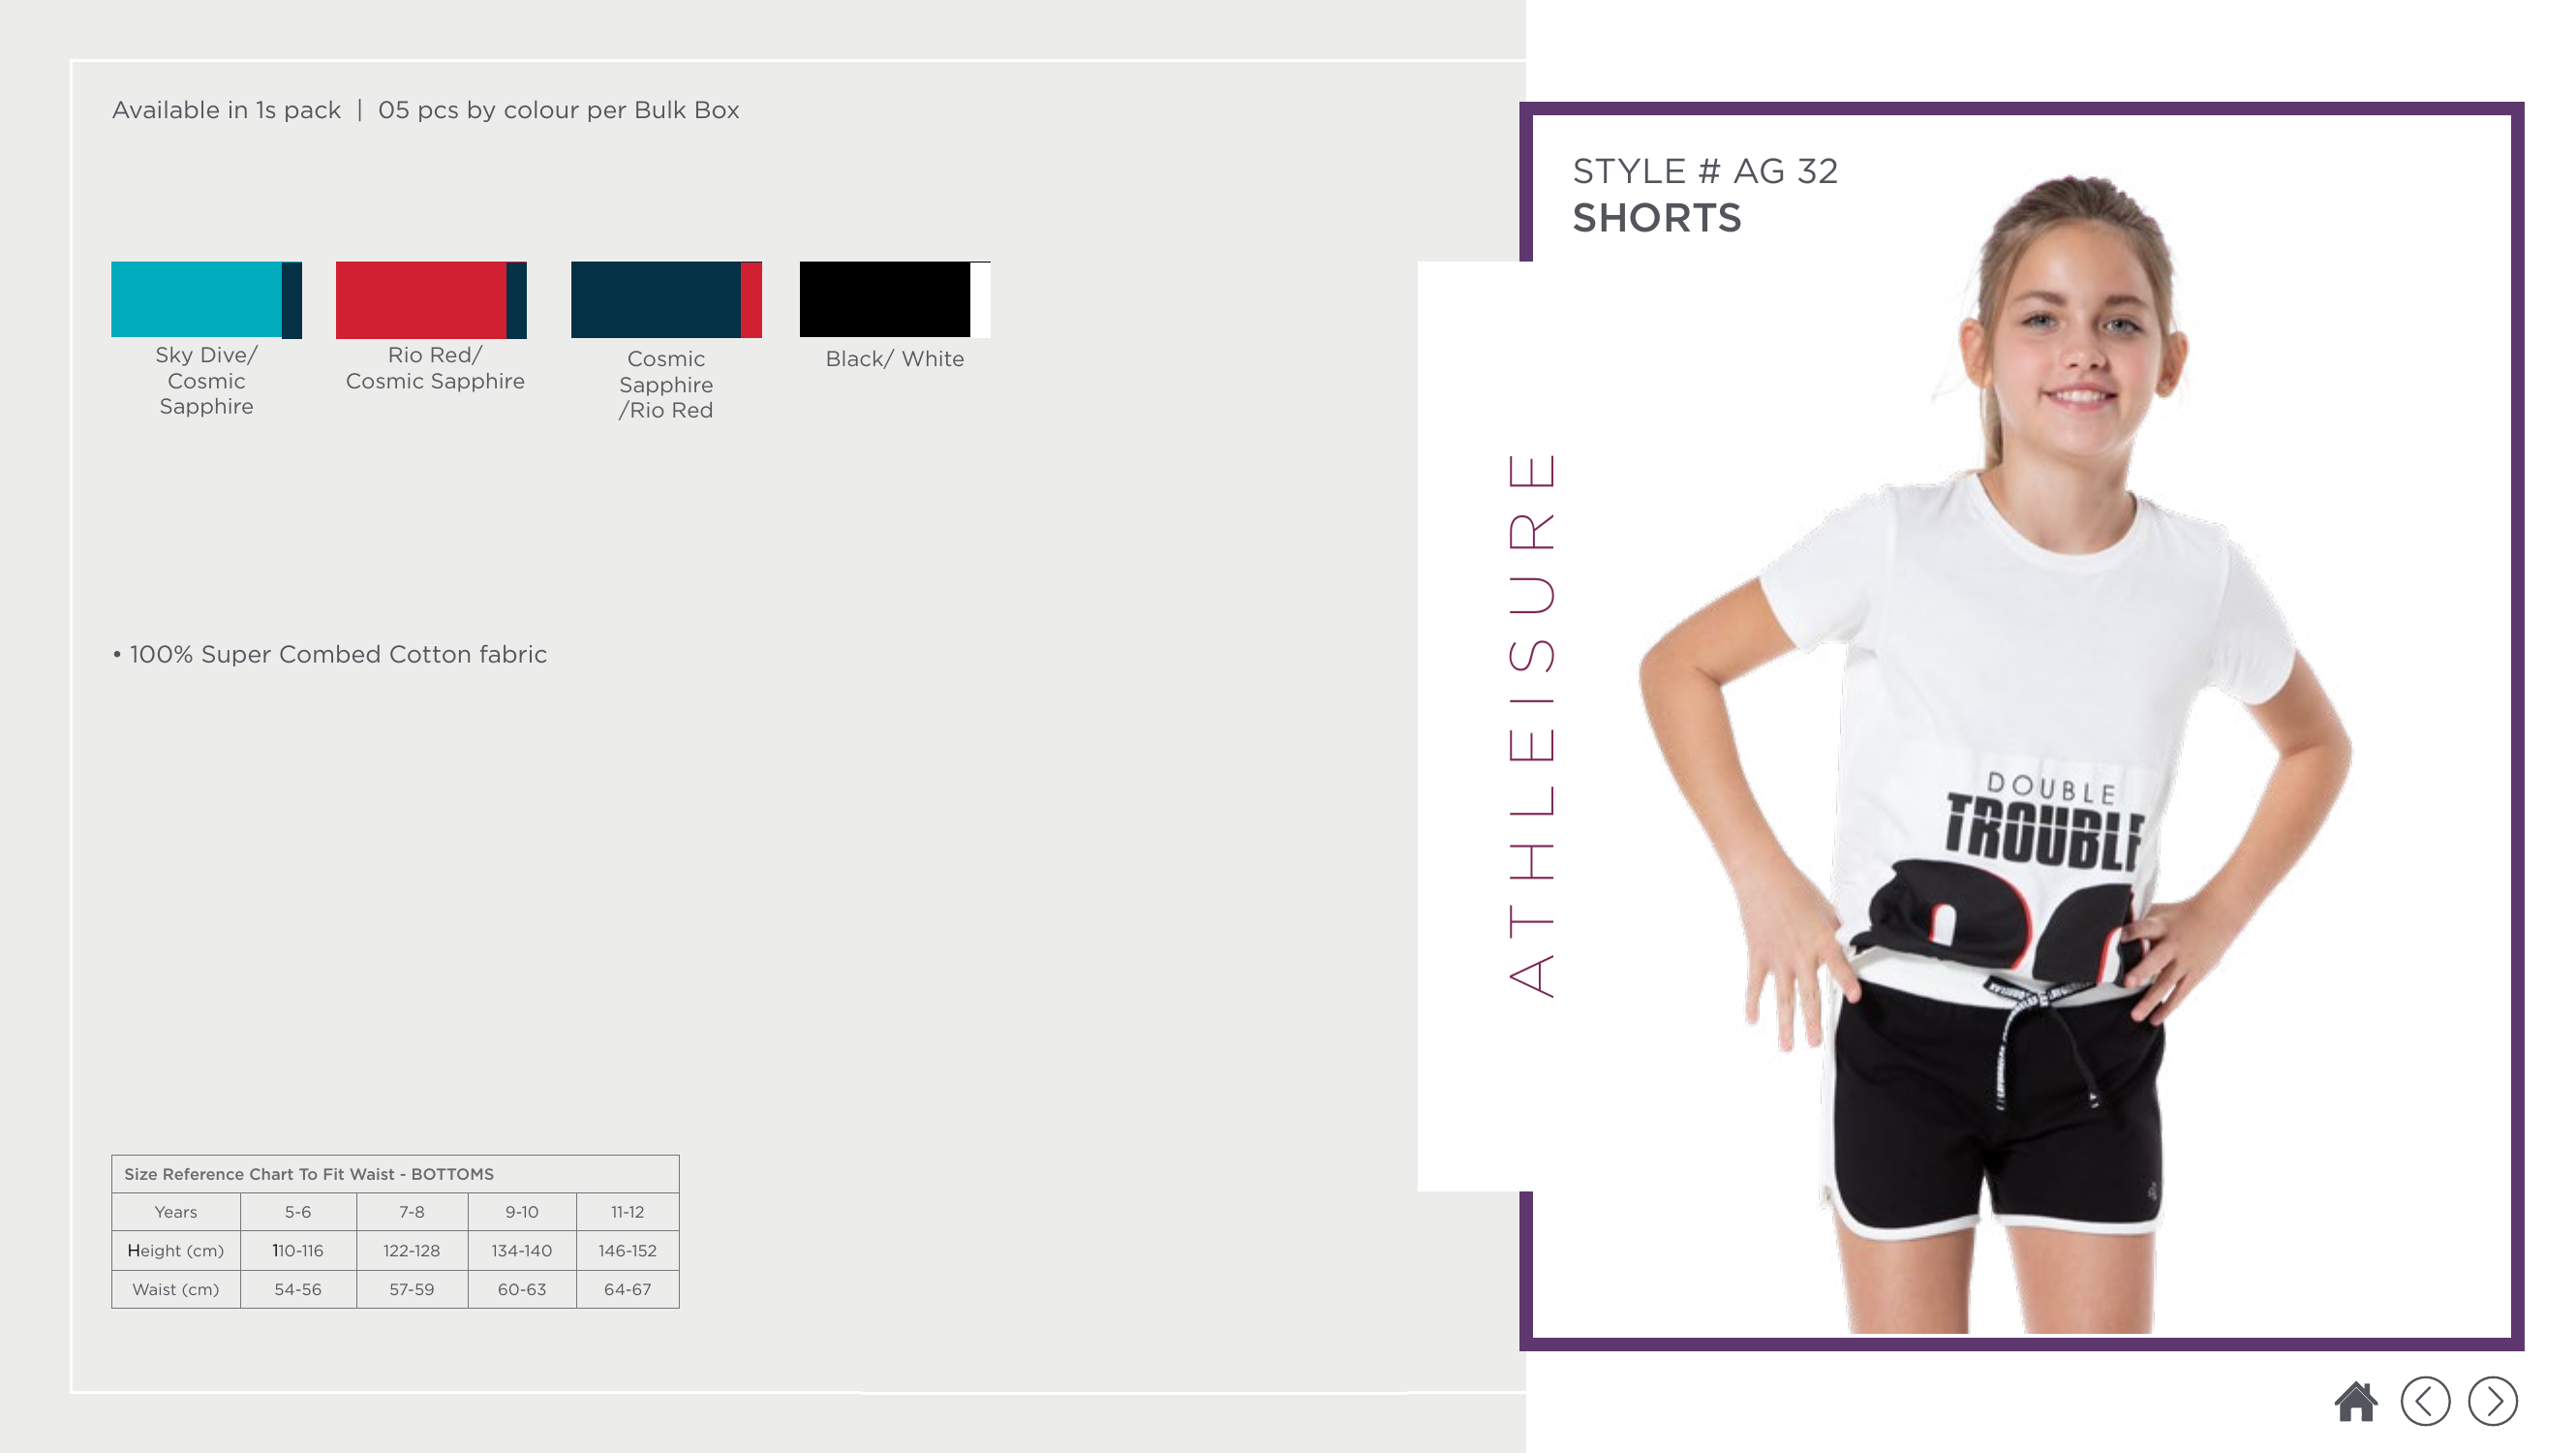 Available in 1s pack | 05 pcs by colour per Bulk Box
Sky Dive/
Cosmic
Sapphire
Rio Red/
Cosmic Sapphire
Cosmic
Sapphire
/Rio Red
Black/ White
• 100% Super Combed Cotton fabric
Size Reference Chart To Fit Waist - BOTTOMS
Years 5-6 7-8 9-10 11-12
Height (cm) 110-116 122-128 134-140 146-152
Waist (cm) 54-56 57-59 60-63 64-67
ATHLEISURE
STYLE # AG 32
SHORTS
DOUBLE
TROUBLE